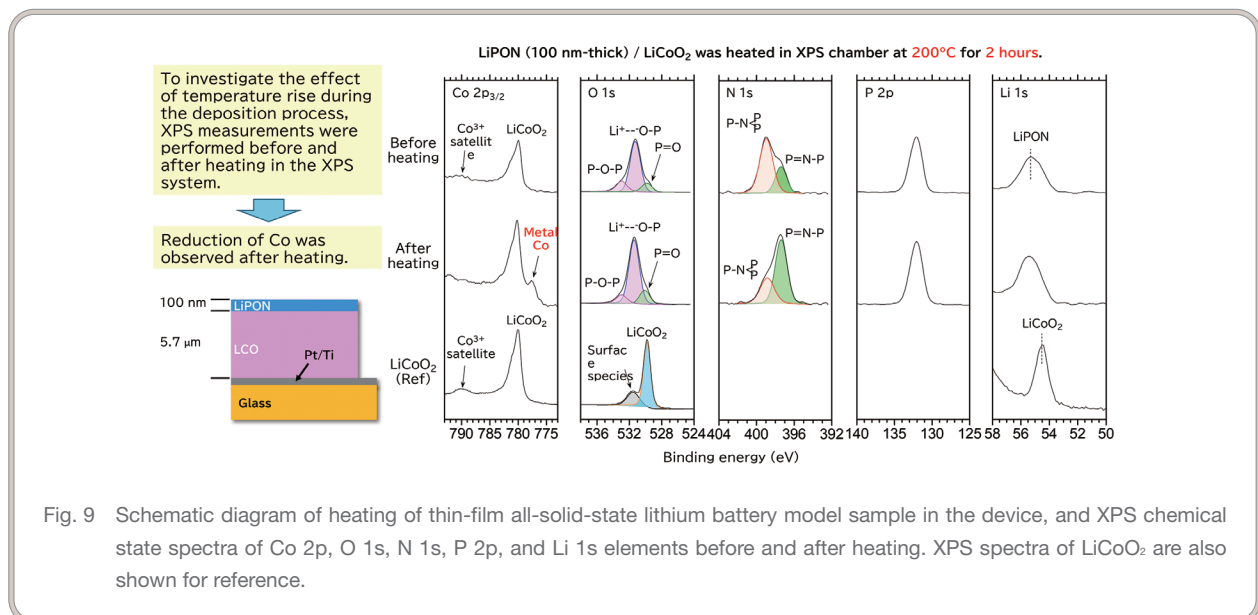 LiPON (100 nm-thick) / LiCoO₂ was heated in XPS chamber at 200°C for 2 hours.
To investigate the effect
of temperature rise during
the deposition process,
XPS measurements were
performed before and
after heating in the XPS
system.
Reduction of Co was
observed after heating.
100 nm
LiPON
5.7 μm
LCO
Pt/Ti
Glass
Before
heating
After
heating
LiCoO₂
(Ref)
Co 2p₃/₂
Co³⁺
satellit
e
LiCoO₂
Metal
Co
LiCoO₂
Co³⁺
satellite
790 785 780 775
O 1s
Li⁺---⁻O-P
P=O
P-O-P
Li⁺---⁻O-P
P=O
P-O-P
LiCoO₂
Surfac
e
species
536 532 528 524
N 1s
P-N<P
P
P=N-P
P=N-P
P-N<P
P
404 400 396 392
P 2p
140 135 130 125
Li 1s
LiPON
LiCoO₂
58 56 54 52 50
Binding energy (eV)
Fig. 9 Schematic diagram of heating of thin-film all-solid-state lithium battery model sample in the device, and XPS chemical
state spectra of Co 2p, O 1s, N 1s, P 2p, and Li 1s elements before and after heating. XPS spectra of LiCoO₂ are also
shown for reference.